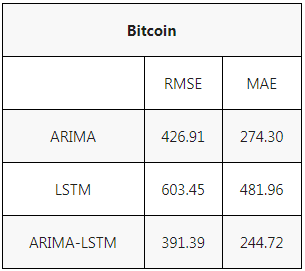 Bitcoin
RMSE MAE
ARIMA 426.91 274.30
LSTM 603.45 481.96
ARIMA-LSTM 391.39 244.72